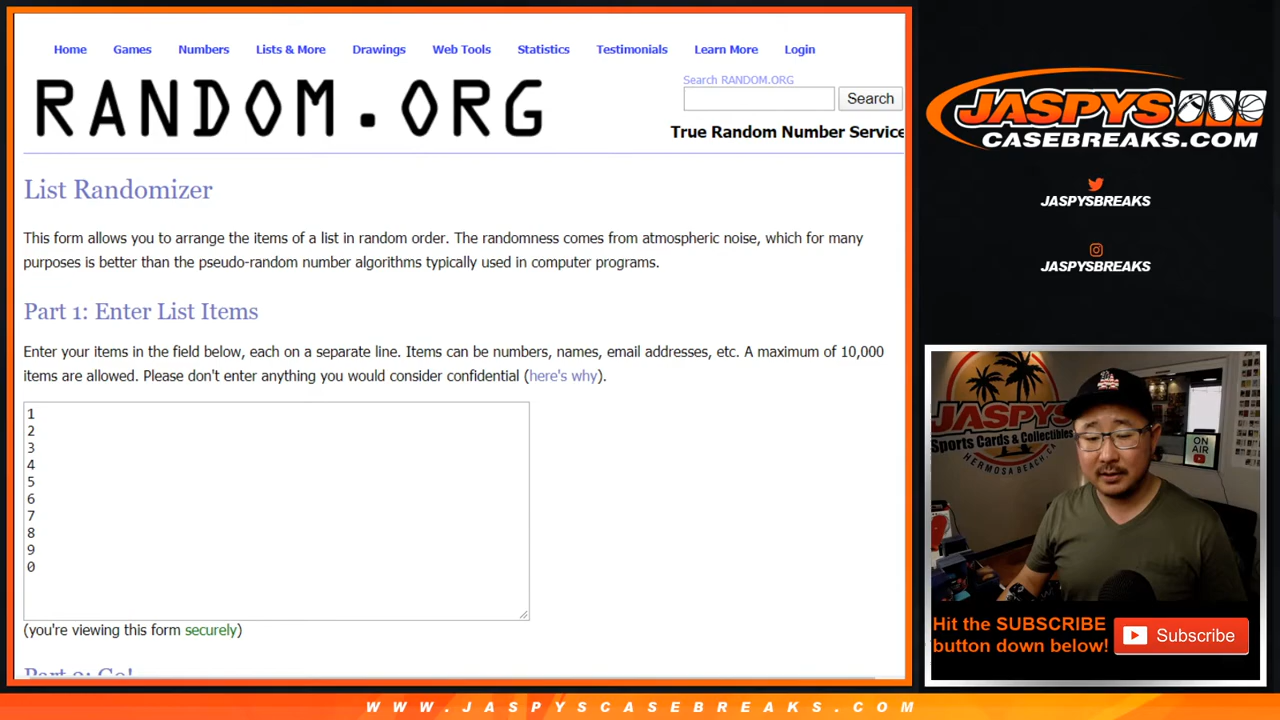 Home Games Numbers Lists & More Drawings Web Tools Statistics Testimonials Learn More Login
RANDOM.ORG
Search RANDOM.ORG
Search
True Random Number Service
List Randomizer
This form allows you to arrange the items of a list in random order. The randomness comes from atmospheric noise, which for many
purposes is better than the pseudo-random number algorithms typically used in computer programs.
Part 1: Enter List Items
Enter your items in the field below, each on a separate line. Items can be numbers, names, email addresses, etc. A maximum of 10,000
items are allowed. Please don't enter anything you would consider confidential (here's why).
1
2
3
4
5
6
7
8
9
0
(you're viewing this form securely)
Part 2: Go!
JASPYS
CASEBREAKS.COM
JASPYSBREAKS
JASPYSBREAKS
JASPYS
Sports Cards & Collectibles
HERMOSA BEACH, CA
ON
AIR
Hit the SUBSCRIBE
button down below!
Subscribe
WWW.JASPYSCASEBREAKS.COM